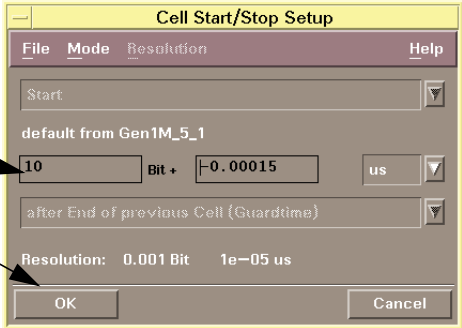 Cell Start/Stop Setup
File Mode Resolution Help
Start
default from Gen1M_5_1
10 Bit + -0.00015 us
after End of previous Cell (Guardtime)
Resolution: 0.001 Bit 1e-05 us
OK Cancel